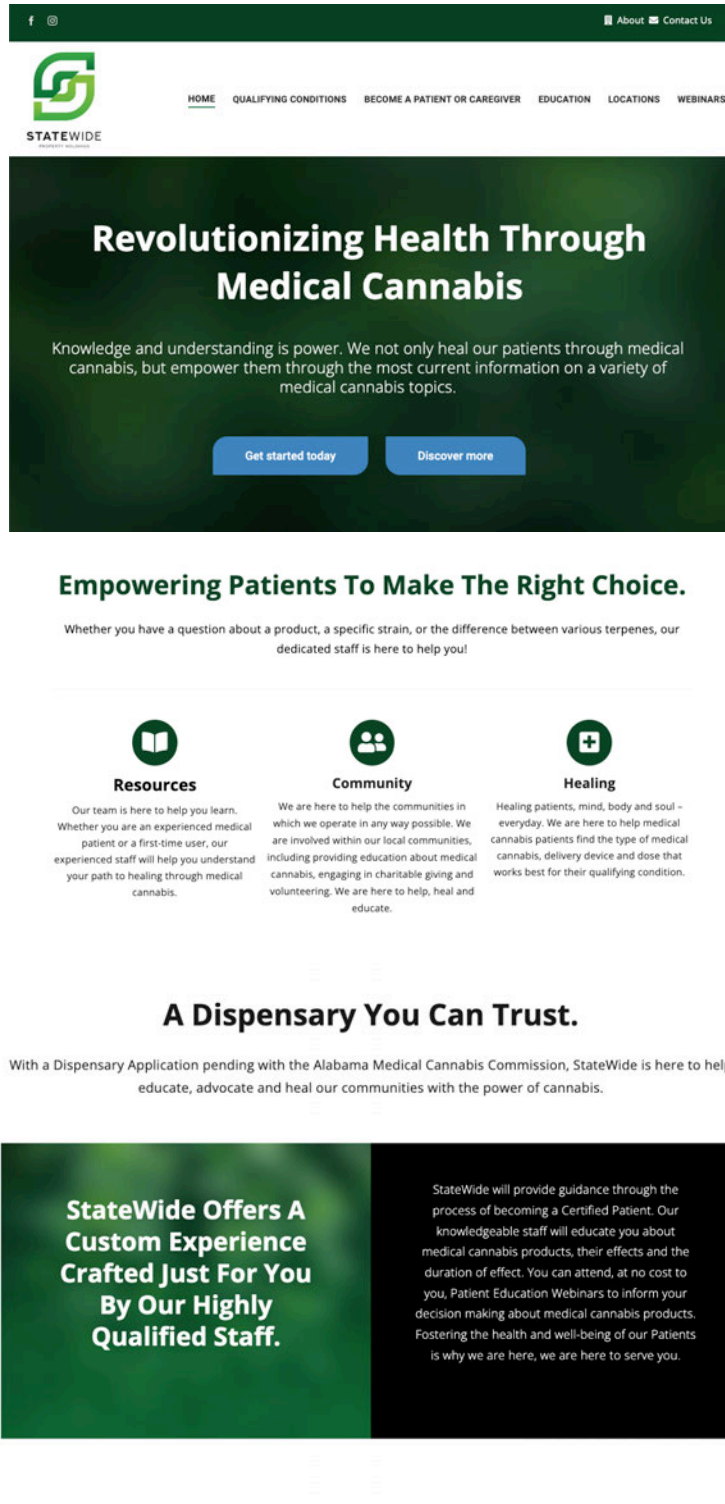 About Contact Us
STATEWIDE
PROPERTY HOLDINGS
HOME QUALIFYING CONDITIONS BECOME A PATIENT OR CAREGIVER EDUCATION LOCATIONS WEBINARS
Revolutionizing Health Through
Medical Cannabis
Knowledge and understanding is power. We not only heal our patients through medical
cannabis, but empower them through the most current information on a variety of
medical cannabis topics.
Get started today Discover more
Empowering Patients To Make The Right Choice.
Whether you have a question about a product, a specific strain, or the difference between various terpenes, our
dedicated staff is here to help you!
Resources
Our team is here to help you learn.
Whether you are an experienced medical
patient or a first-time user, our
experienced staff will help you understand
your path to healing through medical
cannabis.
Community
We are here to help the communities in
which we operate in any way possible. We
are involved within our local communities,
including providing education about medical
cannabis, engaging in charitable giving and
volunteering. We are here to help, heal and
educate.
Healing
Healing patients, mind, body and soul –
everyday. We are here to help medical
cannabis patients find the type of medical
cannabis, delivery device and dose that
works best for their qualifying condition.
A Dispensary You Can Trust.
With a Dispensary Application pending with the Alabama Medical Cannabis Commission, StateWide is here to hel
educate, advocate and heal our communities with the power of cannabis.
StateWide Offers A
Custom Experience
Crafted Just For You
By Our Highly
Qualified Staff.
StateWide will provide guidance through the
process of becoming a Certified Patient. Our
knowledgeable staff will educate you about
medical cannabis products, their effects and the
duration of effect. You can attend, at no cost to
you, Patient Education Webinars to inform your
decision making about medical cannabis products.
Fostering the health and well-being of our Patients
is why we are here, we are here to serve you.